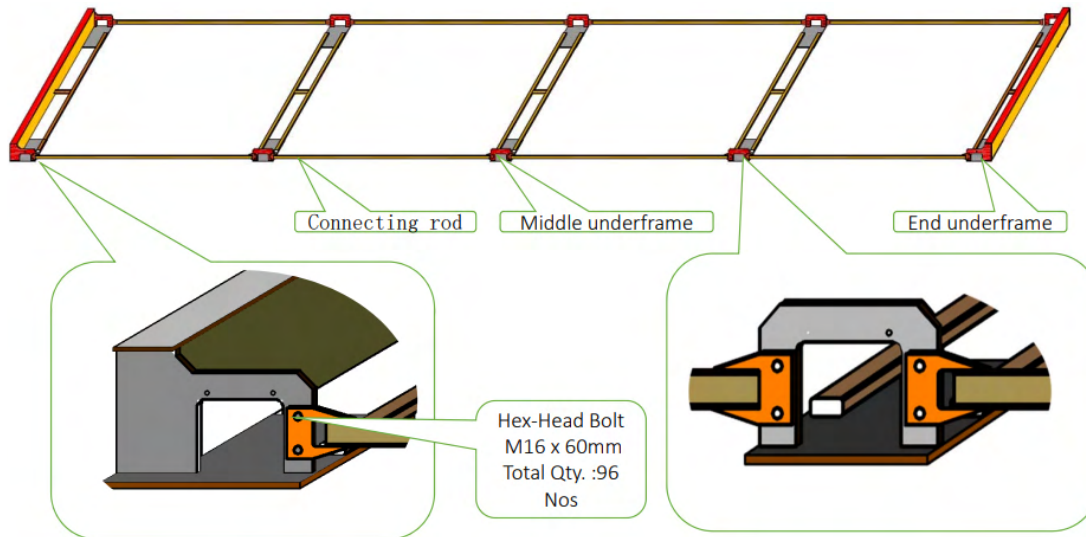 Connecting rod
Middle underframe
End underframe
Hex-Head Bolt
M16 x 60mm
Total Qty. :96
Nos